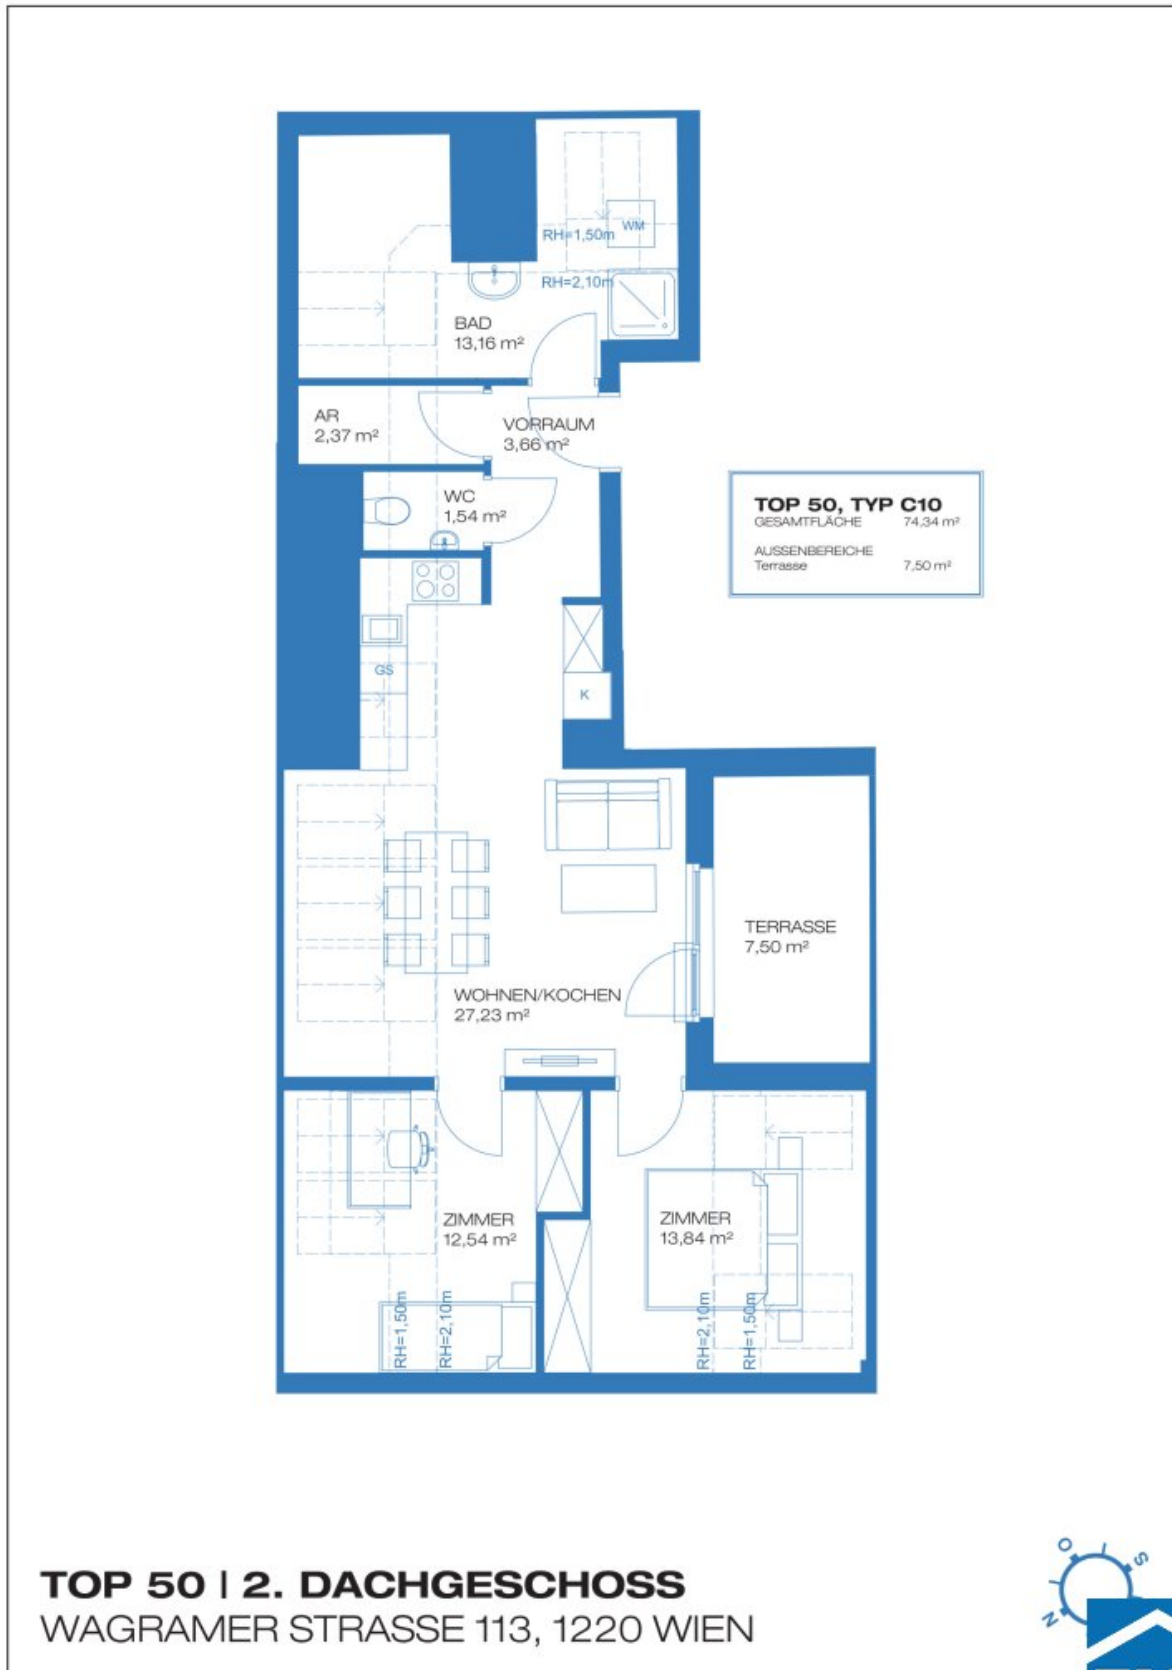 WM
RH=1,50m
RH=2,10m
BAD
13,16 m²
AR
2,37 m²
VORRAUM
3,66 m²
WC
1,54 m²
TOP 50, TYP C10
GESAMTFLÄCHE 74,34 m²
AUSSENBEREICHE
Terrasse 7,50 m²
GS
K
TERRASSE
7,50 m²
WOHNEN/KOCHEN
27,23 m²
ZIMMER
12,54 m²
ZIMMER
13,84 m²
RH=1,50m
RH=2,10m
RH=2,10m
RH=1,50m
TOP 50 | 2. DACHGESCHOSS
WAGRAMER STRASSE 113, 1220 WIEN
O
S
N